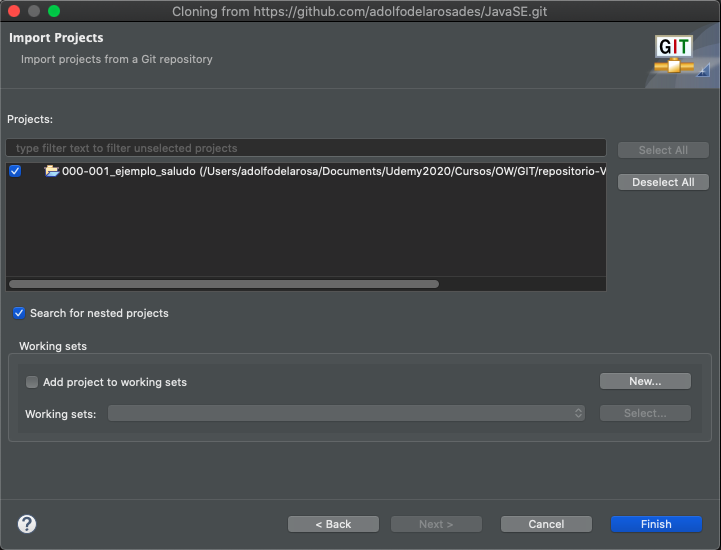 Cloning from https://github.com/adolfodelarosades/JavaSE.git
Import Projects
Import projects from a Git repository
GIT
Projects:
type filter text to filter unselected projects
Select All
000-001_ejemplo_saludo (/Users/adolfodelarosa/Documents/Udemy2020/Cursos/OW/GIT/repositorio-V
Deselect All
Search for nested projects
Working sets
Add project to working sets
New...
Working sets:
Select...
?
< Back
Next >
Cancel
Finish